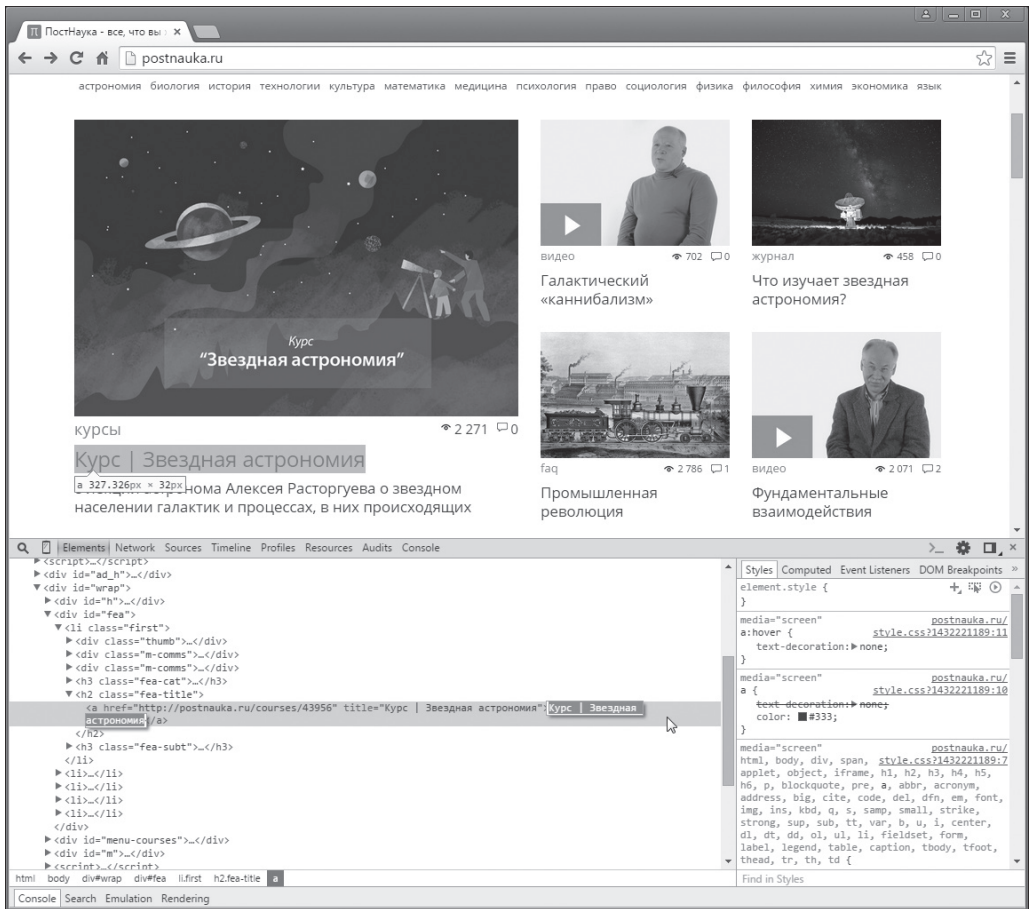 ПостНаука - все, что вы з
postnauka.ru
астрономия биология история технологии культура математика медицина психология право социология физика философия химия экономика язык
Курс
“Звездная астрономия”
курсы 2 271 0
Курс | Звездная астрономия
a 327.326px × 32px
астронома Алексея Расторгуева о звездном
населении галактик и процессах, в них происходящих
видео 702 0
Галактический
«каннибализм»
журнал 458 0
Что изучает звездная
астрономия?
faq 2 786 1
Промышленная
революция
видео 2 071 2
Фундаментальные
взаимодействия
Elements Network Sources Timeline Profiles Resources Audits Console
<script>…</script>
<div id="ad_h">…</div>
<div id="wrap">
<div id="h">…</div>
<div id="fea">
<li class="first">
<div class="thumb">…</div>
<div class="m-comms">…</div>
<div class="m-comms">…</div>
<h3 class="fea-cat">…</h3>
<h2 class="fea-title">
<a href="http://postnauka.ru/courses/43956" title="Курс | Звездная астрономия">Курс | Звездная
астрономия</a>
</h2>
<h3 class="fea-subt">…</h3>
</li>
<li>…</li>
<li>…</li>
<li>…</li>
<li>…</li>
</div>
<div id="menu-courses">…</div>
<div id="m">…</div>
<script>…</script>
html body div#wrap div#fea li.first h2.fea-title a
Styles Computed Event Listeners DOM Breakpoints »
element.style {
}
media="screen" postnauka.ru/
a:hover { style.css?1432221189:11
text-decoration: none;
}
media="screen" postnauka.ru/
a { style.css?1432221189:10
text-decoration: none;
color: #333;
}
media="screen" postnauka.ru/
html, body, div, span, style.css?1432221189:7
applet, object, iframe, h1, h2, h3, h4, h5,
h6, p, blockquote, pre, a, abbr, acronym,
address, big, cite, code, del, dfn, em, font,
img, ins, kbd, q, s, samp, small, strike,
strong, sup, sub, tt, var, b, u, i, center,
dl, dt, dd, ol, ul, li, fieldset, form,
label, legend, table, caption, tbody, tfoot,
thead, tr, th, td {
Find in Styles
Console Search Emulation Rendering